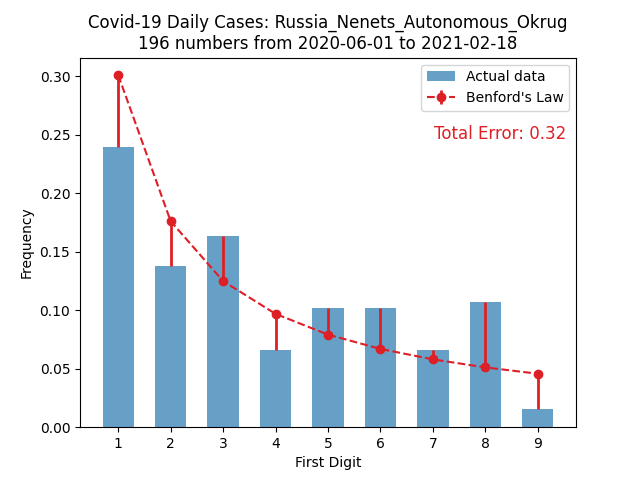 Covid-19 Daily Cases: Russia_Nenets_Autonomous_Okrug
196 numbers from 2020-06-01 to 2021-02-18
Actual data
Benford's Law
Total Error: 0.32
Frequency
0.30
0.25
0.20
0.15
0.10
0.05
0.00
1 2 3 4 5 6 7 8 9
First Digit